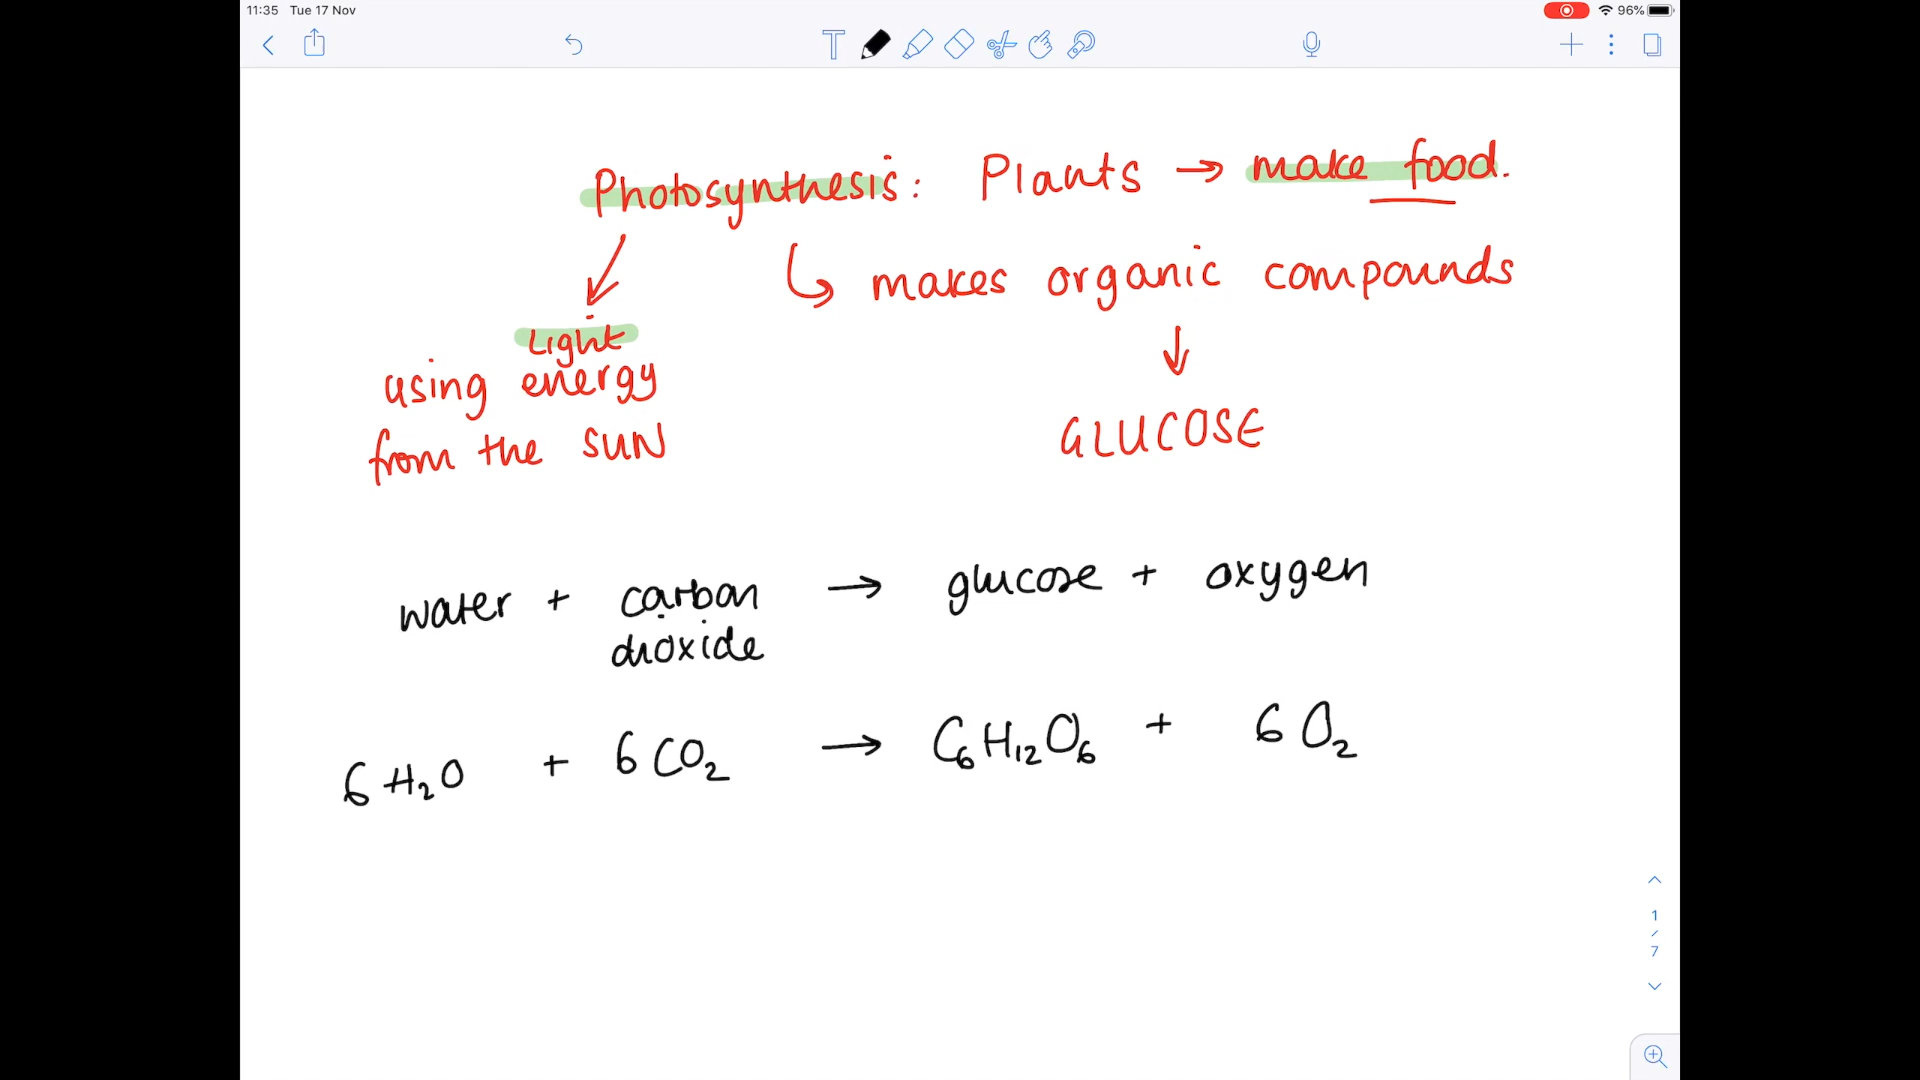 11:35 Tue 17 Nov
96%
T
Photosynthesis: Plants → make food.
↳ makes organic compounds
Light
using energy
from the SUN
↓
GLUCOSE
water + carbon → glucose + oxygen
dioxide
6 H₂O + 6 CO₂ → C₆H₁₂O₆ + 6 O₂
1
/
7